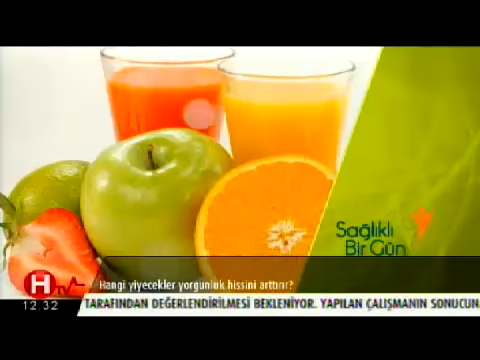 Sağlıklı
Bir Gün
H TV
Hangi yiyecekler yorgunluk hissini arttırır?
12.32
TARAFINDAN DEĞERLENDİRİLMESİ BEKLENİYOR. YAPILAN ÇALIŞMANIN SONUCUN